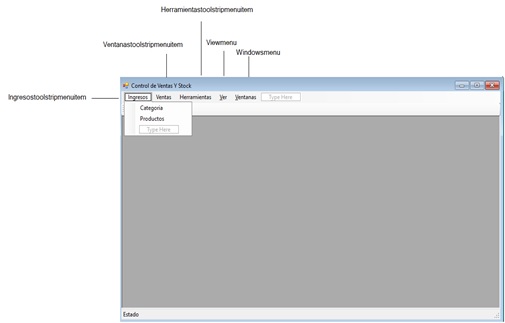 Herramientastoolstripmenuitem
Ventanastoolstripmenuitem
Viewmenu
Windowsmenu
Ingresostoolstripmenuitem
Control de Ventas Y Stock
Ingresos Ventas Herramientas Ver Ventanas Type Here
Categoria
Productos
Type Here
Estado